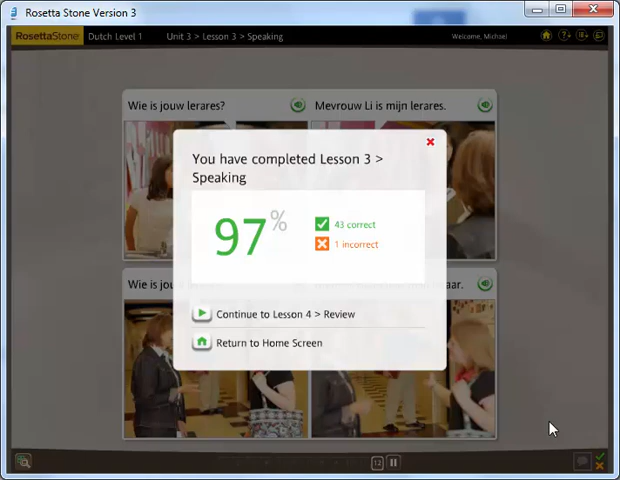 Rosetta Stone Version 3
RosettaStone Dutch Level 1 Unit 3 > Lesson 3 > Speaking Welcome, Michael
Wie is jouw lerares? Mevrouw Li is mijn lerares.
You have completed Lesson 3 >
Speaking
97%
43 correct
1 incorrect
Wie is jou
aar.
Continue to Lesson 4 > Review
Return to Home Screen
12